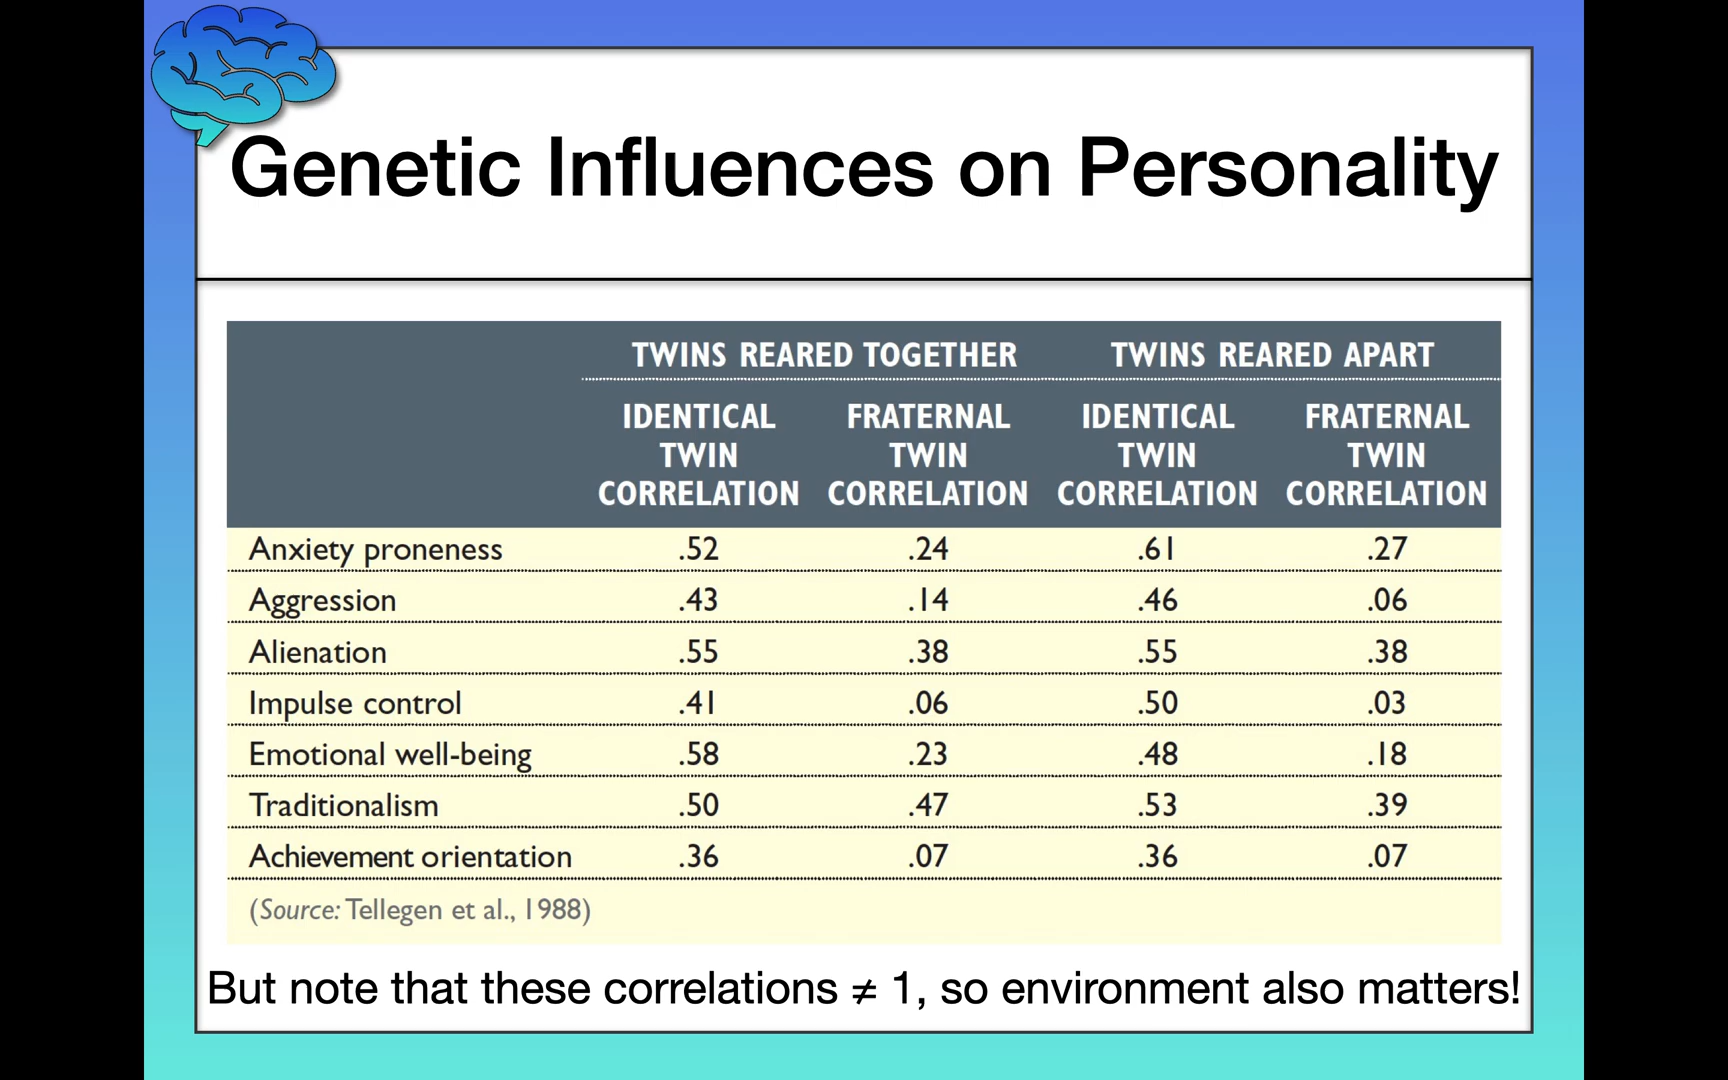 Genetic Influences on Personality
TWINS REARED TOGETHER TWINS REARED APART
IDENTICAL TWIN CORRELATION FRATERNAL TWIN CORRELATION IDENTICAL TWIN CORRELATION FRATERNAL TWIN CORRELATION
Anxiety proneness .52 .24 .61 .27
Aggression .43 .14 .46 .06
Alienation .55 .38 .55 .38
Impulse control .41 .06 .50 .03
Emotional well-being .58 .23 .48 .18
Traditionalism .50 .47 .53 .39
Achievement orientation .36 .07 .36 .07
(Source: Tellegen et al., 1988)
But note that these correlations ≠ 1, so environment also matters!